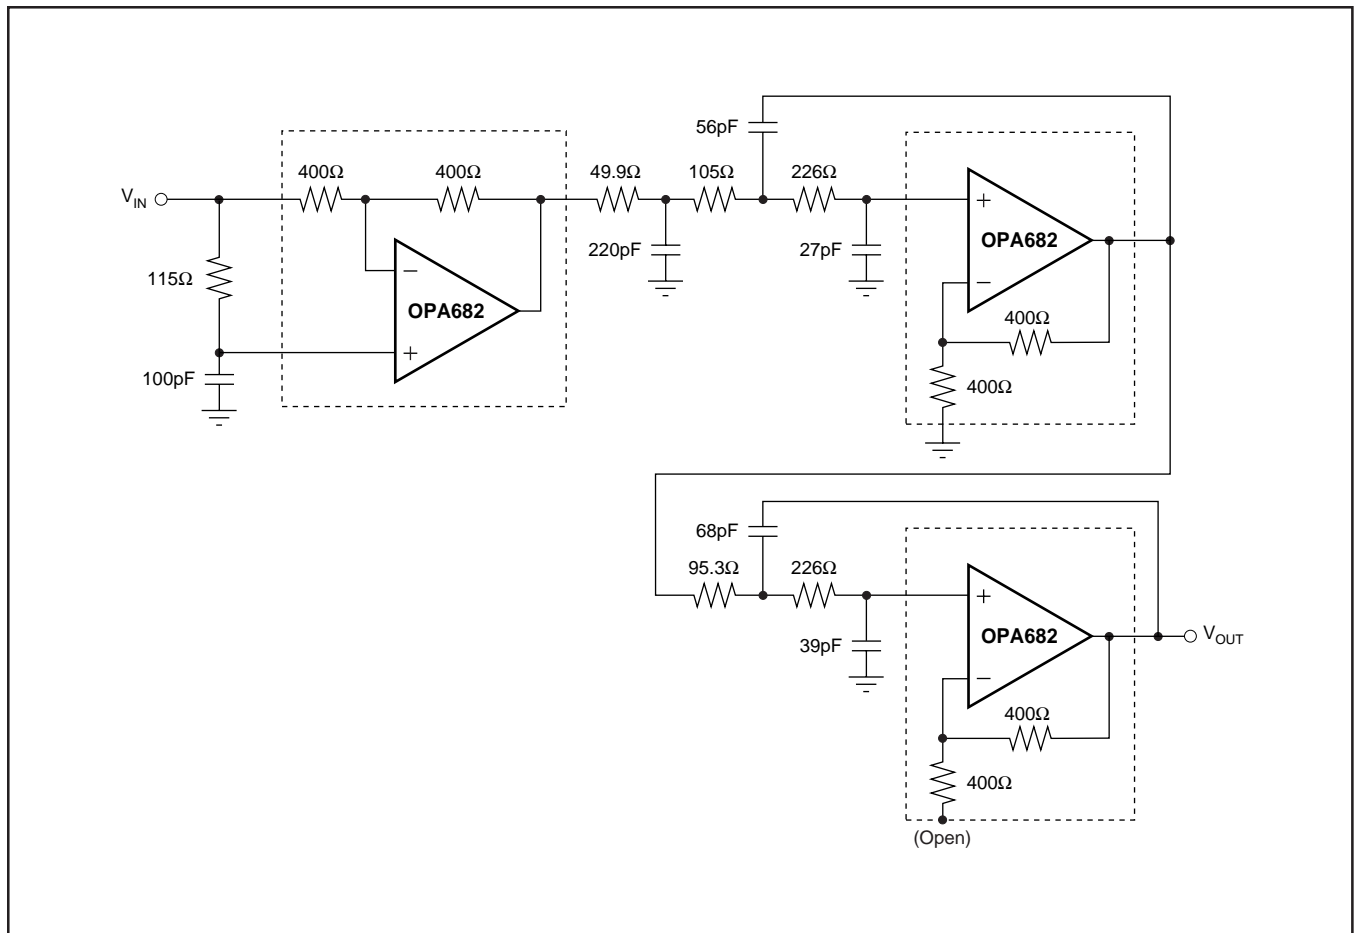 V_IN
400Ω
400Ω
115Ω
100pF
OPA682
−
+
49.9Ω
220pF
105Ω
56pF
226Ω
27pF
+
OPA682
−
400Ω
400Ω
95.3Ω
68pF
226Ω
39pF
+
OPA682
−
400Ω
400Ω
(Open)
V_OUT